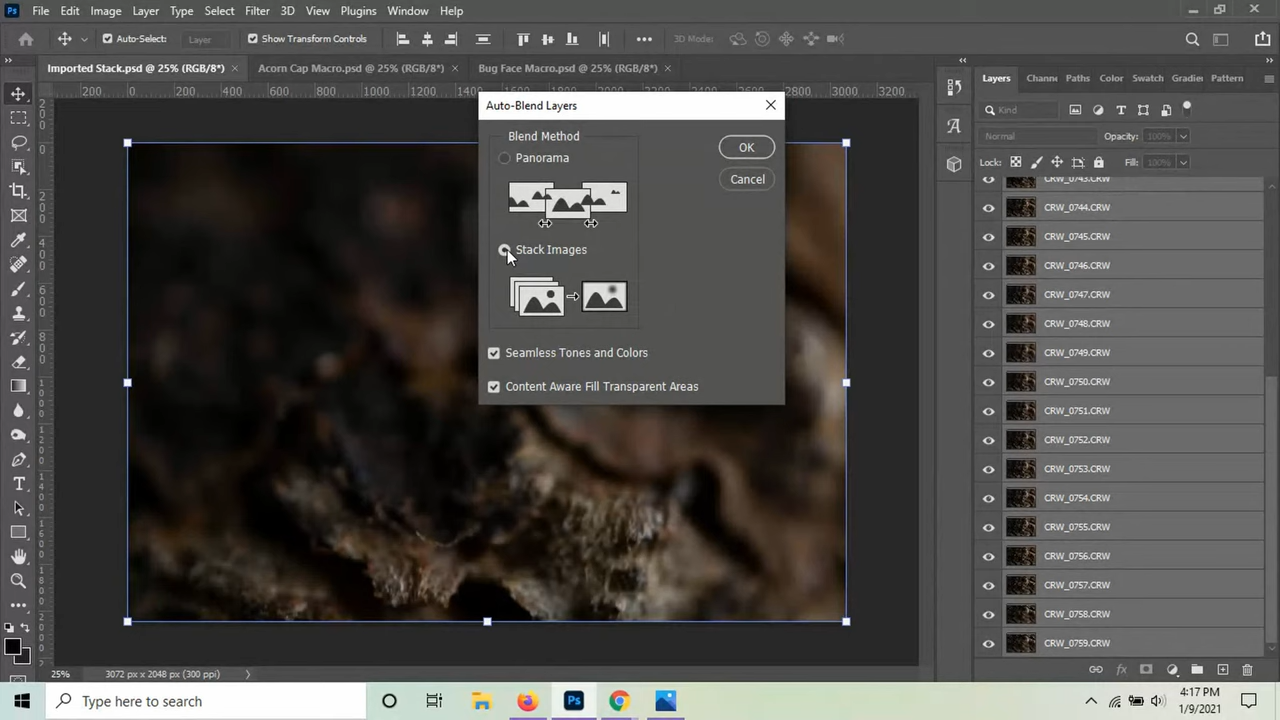 Ps File Edit Image Layer Type Select Filter 3D View Plugins Window Help
Auto-Select: Layer Show Transform Controls 3D Mode:
Imported Stack.psd @ 25% (RGB/8*) Acorn Cap Macro.psd @ 25% (RGB/8*) Bug Face Macro.psd @ 25% (RGB/8*)
200 0 200 400 600 800 1000 1200 1400 2600 2800 3000 3200
Auto-Blend Layers
Blend Method
Panorama
Stack Images
Seamless Tones and Colors
Content Aware Fill Transparent Areas
OK
Cancel
Layers Channe Paths Color Swatch Gradien Pattern
Kind
Normal Opacity: 100%
Lock: Fill: 100%
CRW_0743.CRW
CRW_0744.CRW
CRW_0745.CRW
CRW_0746.CRW
CRW_0747.CRW
CRW_0748.CRW
CRW_0749.CRW
CRW_0750.CRW
CRW_0751.CRW
CRW_0752.CRW
CRW_0753.CRW
CRW_0754.CRW
CRW_0755.CRW
CRW_0756.CRW
CRW_0757.CRW
CRW_0758.CRW
CRW_0759.CRW
25% 3072 px x 2048 px (300 ppi)
Type here to search
Ps
4:17 PM
1/9/2021